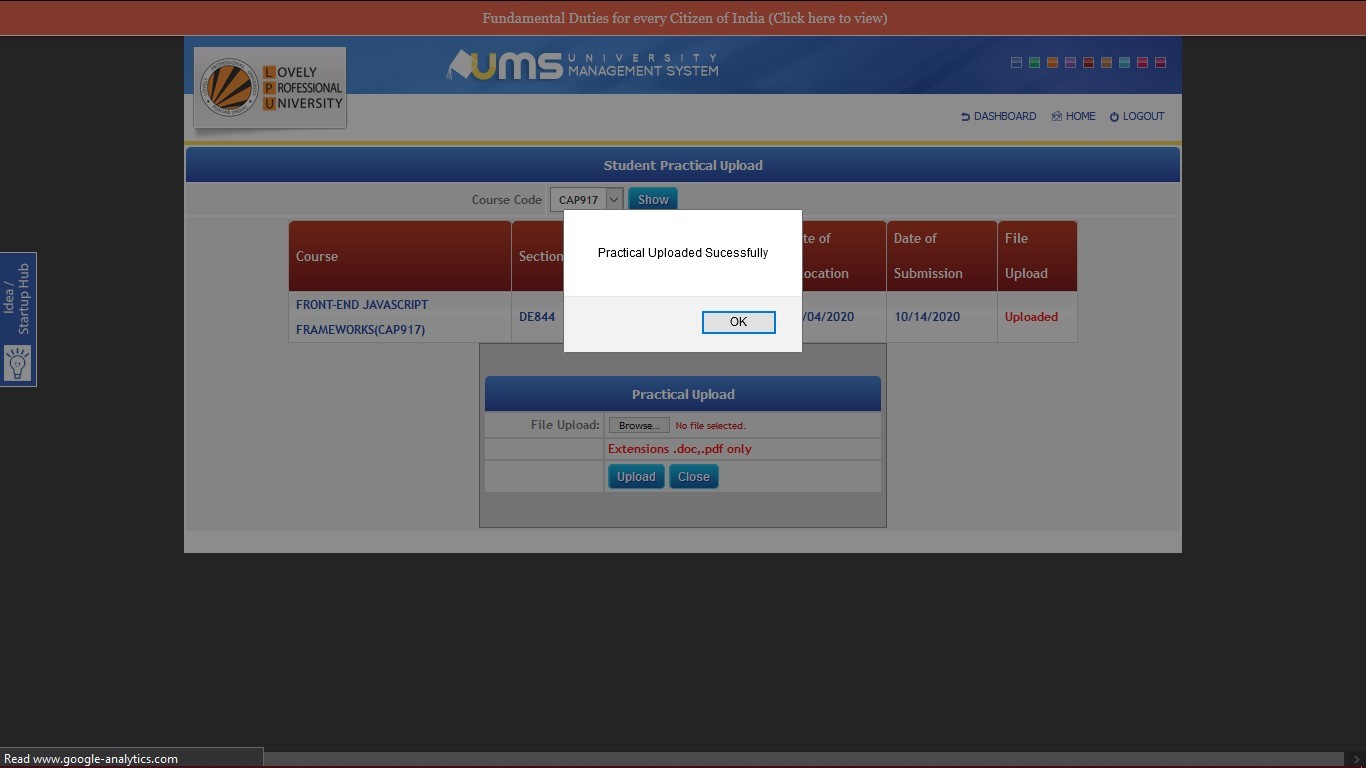 Fundamental Duties for every Citizen of India (Click here to view)
LOVELY
PROFESSIONAL
UNIVERSITY
UMS UNIVERSITY
MANAGEMENT SYSTEM
DASHBOARD HOME LOGOUT
Student Practical Upload
Course Code CAP917 Show
Course
Section
te of
ocation
Date of
Submission
File
Upload
FRONT-END JAVASCRIPT
FRAMEWORKS(CAP917)
DE844
/04/2020
10/14/2020
Uploaded
Practical Uploaded Sucessfully
OK
Practical Upload
File Upload: Browse... No file selected.
Extensions .doc,.pdf only
Upload Close
Idea /
Startup Hub
Read www.google-analytics.com